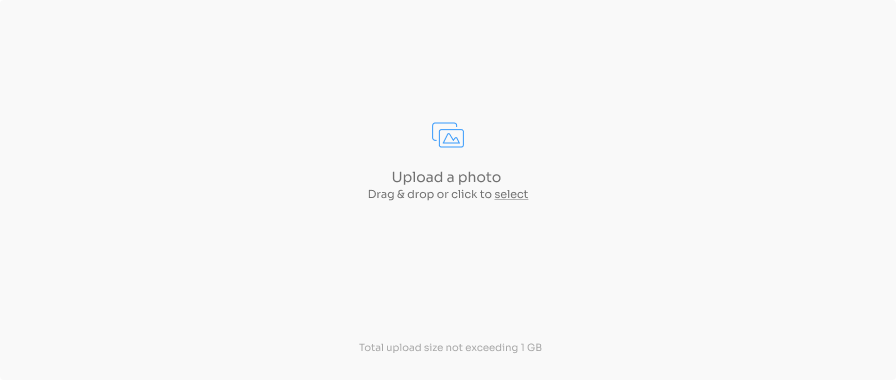 Upload a photo
Drag & drop or click to select
Total upload size not exceeding 1 GB